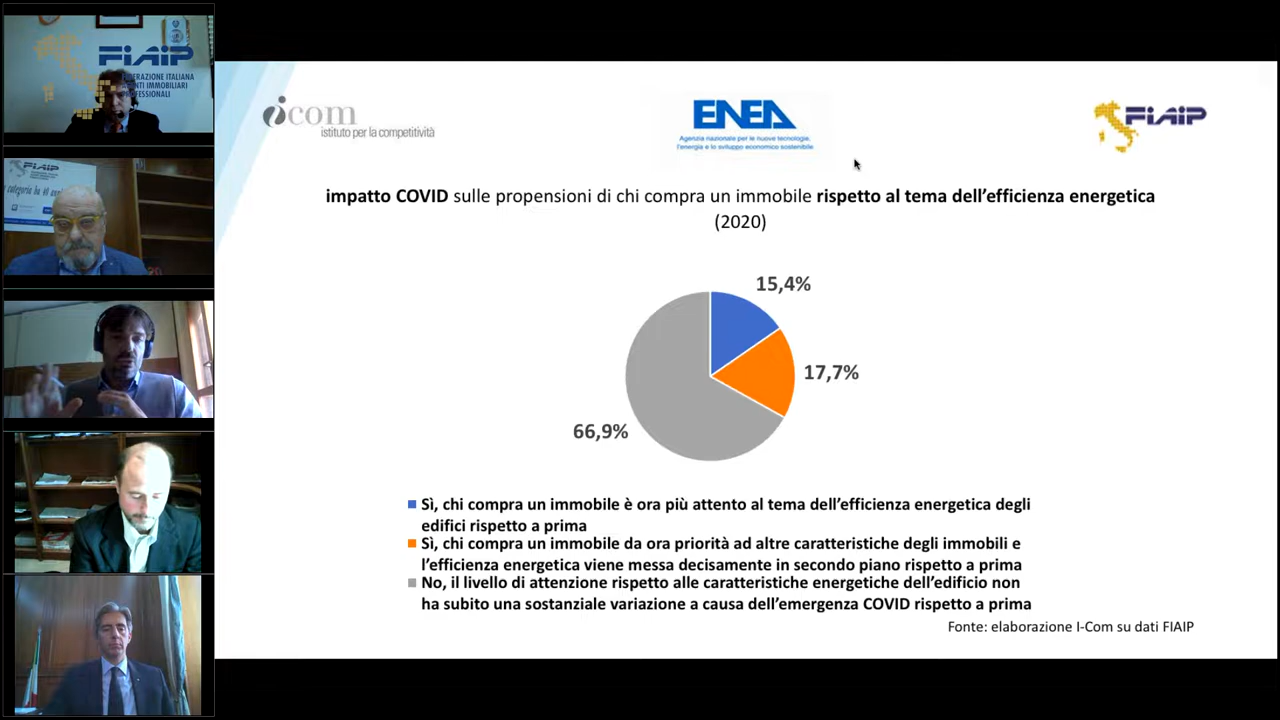 FiAiP
FEDERAZIONE ITALIANA
AGENTI IMMOBILIARI
PROFESSIONALI
FiAiP
icom
istituto per la competitività
ENEA
Agenzia nazionale per le nuove tecnologie,
l'energia e lo sviluppo economico sostenibile
FiAiP
impatto COVID sulle propensioni di chi compra un immobile rispetto al tema dell'efficienza energetica
(2020)
15,4%
17,7%
66,9%
Sì, chi compra un immobile è ora più attento al tema dell'efficienza energetica degli
edifici rispetto a prima
Sì, chi compra un immobile da ora priorità ad altre caratteristiche degli immobili e
l'efficienza energetica viene messa decisamente in secondo piano rispetto a prima
No, il livello di attenzione rispetto alle caratteristiche energetiche dell'edificio non
ha subito una sostanziale variazione a causa dell'emergenza COVID rispetto a prima
Fonte: elaborazione I-Com su dati FIAIP